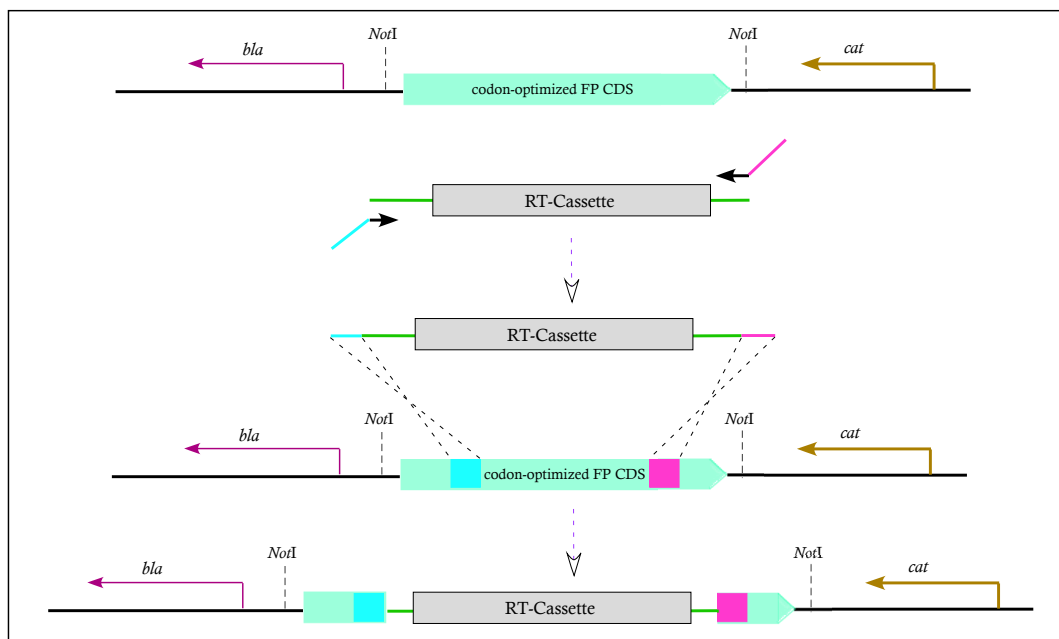 bla
NotI
codon-optimized FP CDS
NotI
cat
RT-Cassette
RT-Cassette
bla
NotI
codon-optimized FP CDS
NotI
cat
bla
NotI
RT-Cassette
NotI
cat